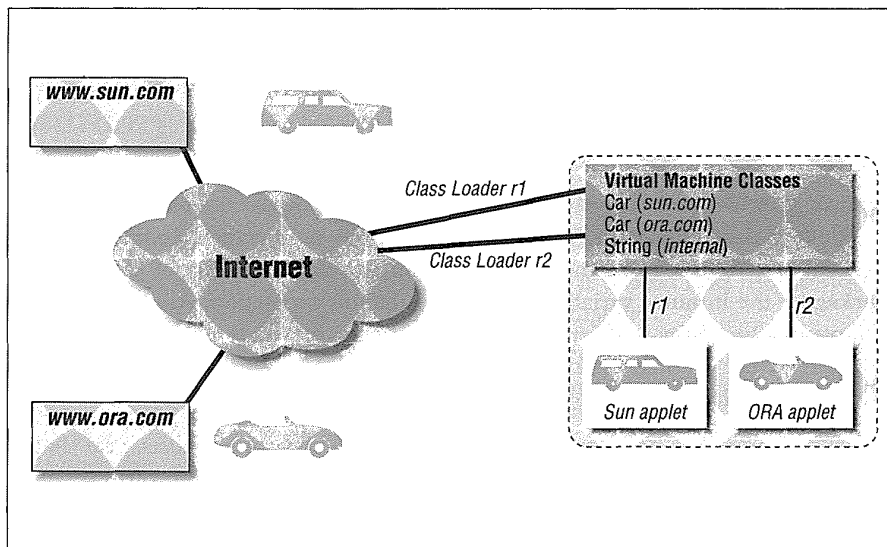 www.sun.com
Class Loader r1
Internet
Class Loader r2
Virtual Machine Classes
Car (sun.com)
Car (ora.com)
String (internal)
r1
r2
Sun applet
ORA applet
www.ora.com